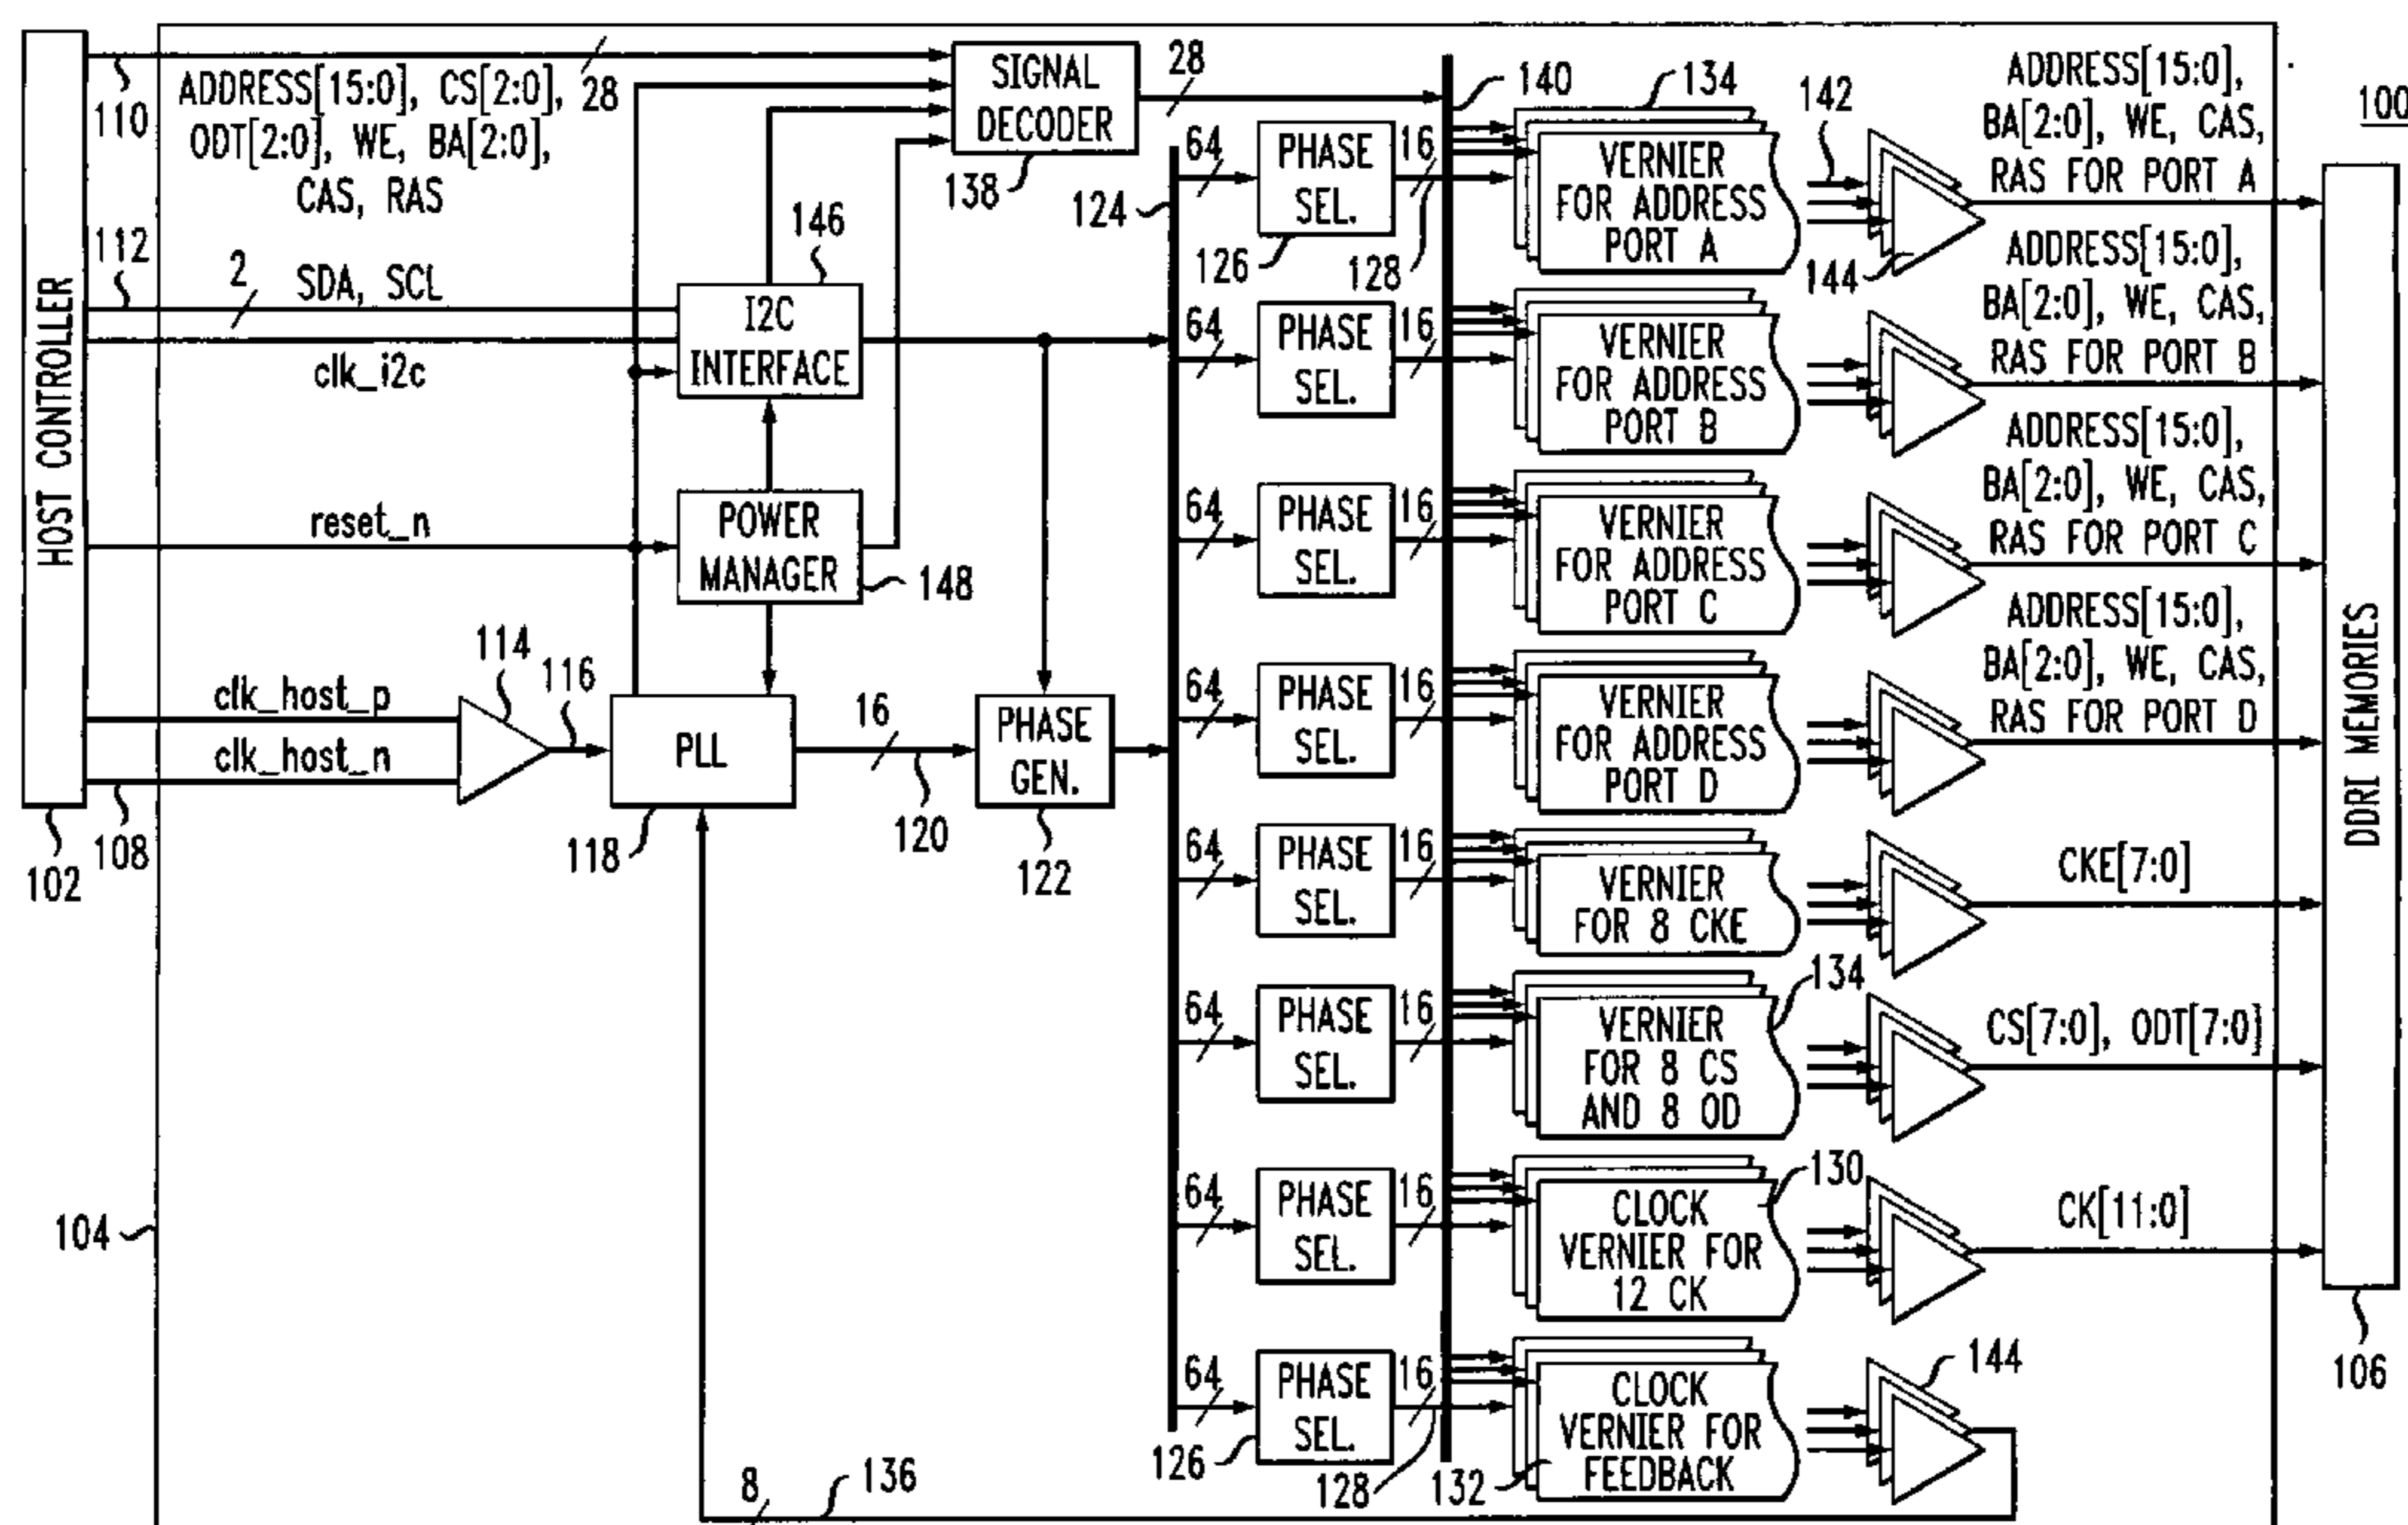 100
HOST CONTROLLER
102
104
110
ADDRESS[15:0], CS[2:0],
ODT[2:0], WE, BA[2:0],
CAS, RAS
28
112
2
SDA, SCL
clk_i2c
reset_n
clk_host_p
clk_host_n
108
114
116
SIGNAL
DECODER
138
28
146
I2C
INTERFACE
POWER
MANAGER
148
PLL
118
16
120
PHASE
GEN.
122
124
140
64
PHASE
SEL.
126
16
128
134
VERNIER
FOR ADDRESS
PORT A
142
144
ADDRESS[15:0],
BA[2:0], WE, CAS,
RAS FOR PORT A
64
PHASE
SEL.
16
VERNIER
FOR ADDRESS
PORT B
ADDRESS[15:0],
BA[2:0], WE, CAS,
RAS FOR PORT B
64
PHASE
SEL.
16
VERNIER
FOR ADDRESS
PORT C
ADDRESS[15:0],
BA[2:0], WE, CAS,
RAS FOR PORT C
64
PHASE
SEL.
16
VERNIER
FOR ADDRESS
PORT D
ADDRESS[15:0],
BA[2:0], WE, CAS,
RAS FOR PORT D
64
PHASE
SEL.
16
VERNIER
FOR 8 CKE
CKE[7:0]
64
PHASE
SEL.
16
VERNIER
FOR 8 CS
AND 8 OD
134
CS[7:0], ODT[7:0]
64
PHASE
SEL.
16
CLOCK
VERNIER FOR
12 CK
130
CK[11:0]
64
PHASE
SEL.
126
16
128
CLOCK
VERNIER FOR
FEEDBACK
132
144
8
136
DDRI MEMORIES
106